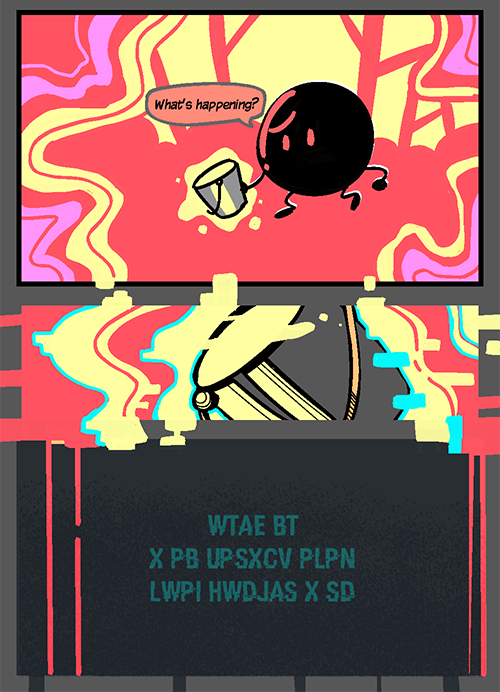 What's happening?
WTAE BT
X PB UPSXCV PLPN
LWPI HWDJAS X SD